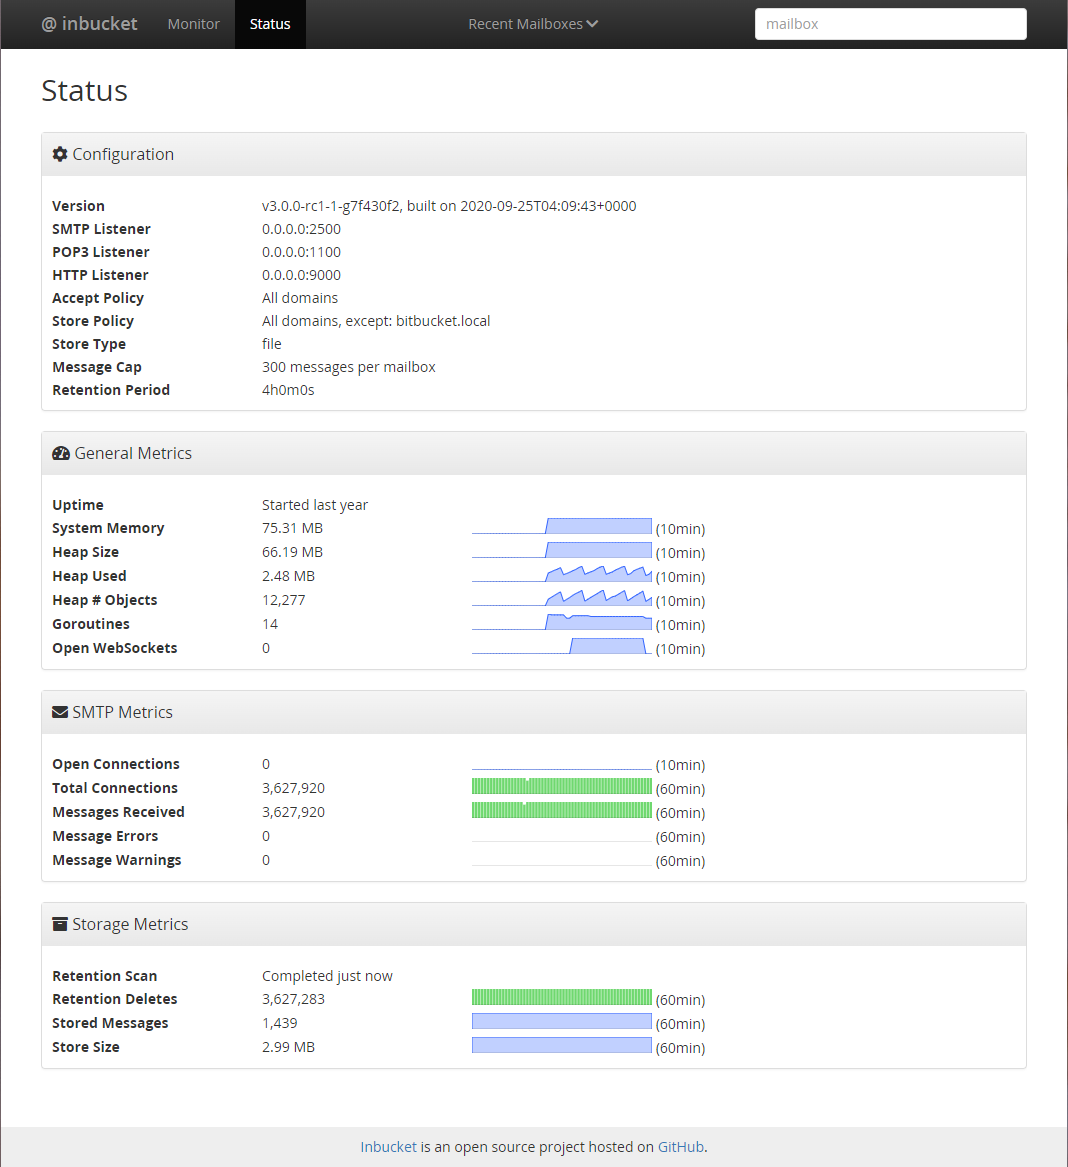 @ inbucket Monitor Status Recent Mailboxes mailbox
Status
Configuration
Version v3.0.0-rc1-1-g7f430f2, built on 2020-09-25T04:09:43+0000
SMTP Listener 0.0.0.0:2500
POP3 Listener 0.0.0.0:1100
HTTP Listener 0.0.0.0:9000
Accept Policy All domains
Store Policy All domains, except: bitbucket.local
Store Type file
Message Cap 300 messages per mailbox
Retention Period 4h0m0s
General Metrics
Uptime Started last year
System Memory 75.31 MB (10min)
Heap Size 66.19 MB (10min)
Heap Used 2.48 MB (10min)
Heap # Objects 12,277 (10min)
Goroutines 14 (10min)
Open WebSockets 0 (10min)
SMTP Metrics
Open Connections 0 (10min)
Total Connections 3,627,920 (60min)
Messages Received 3,627,920 (60min)
Message Errors 0 (60min)
Message Warnings 0 (60min)
Storage Metrics
Retention Scan Completed just now
Retention Deletes 3,627,283 (60min)
Stored Messages 1,439 (60min)
Store Size 2.99 MB (60min)
Inbucket is an open source project hosted on GitHub.